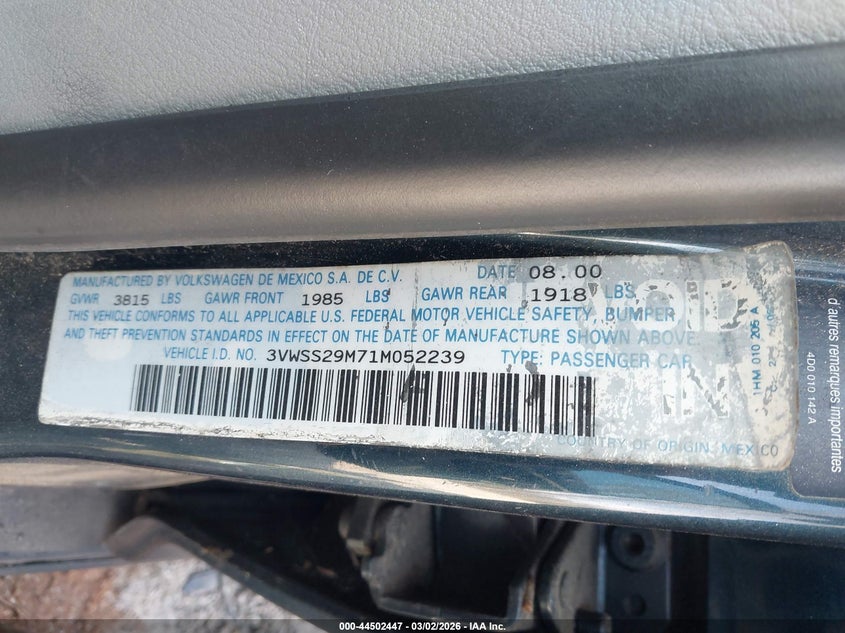 MANUFACTURED BY VOLKSWAGEN DE MEXICO S.A. DE C.V. DATE 08.00
GVWR 3815 LBS GAWR FRONT 1985 LBS GAWR REAR 1918 LBS
THIS VEHICLE CONFORMS TO ALL APPLICABLE U.S. FEDERAL MOTOR VEHICLE SAFETY, BUMPER
AND THEFT PREVENTION STANDARDS IN EFFECT ON THE DATE OF MANUFACTURE SHOWN ABOVE.
VEHICLE I.D. NO. 3VWSS29M71M052239 TYPE: PASSENGER CAR
COUNTRY OF ORIGIN, MEXICO
VOID
1HM 010 205 A
4D0 010 142 A
d'autres remarques importantes
000-44502447 - 03/02/2026 - IAA Inc.